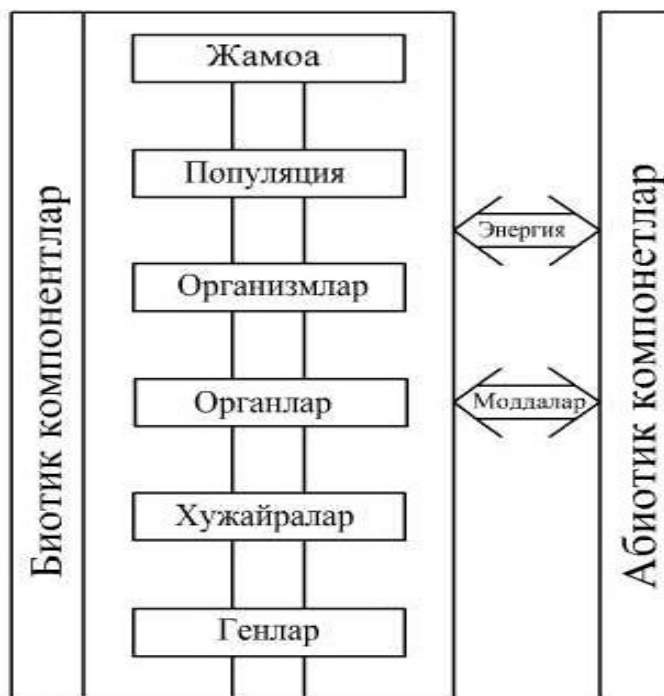 Биотик компонентлар
Жамоа
Популяция
Организмлар
Органлар
Хужайралар
Генлар
Энергия
Моддалар
Абиотик компонетлар